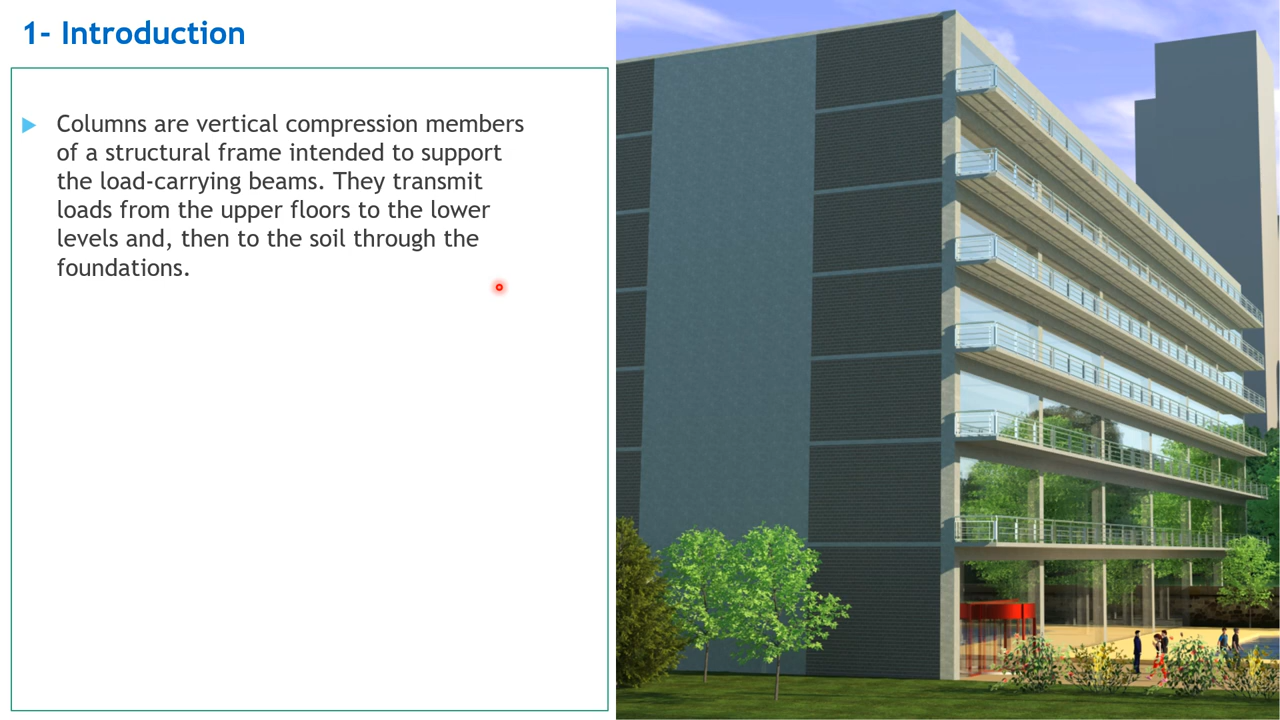 1- Introduction
Columns are vertical compression members
of a structural frame intended to support
the load-carrying beams. They transmit
loads from the upper floors to the lower
levels and, then to the soil through the
foundations.